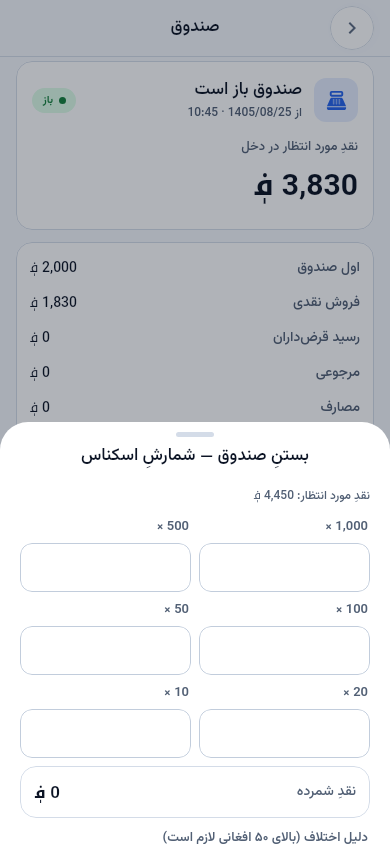 صندوق
صندوق باز است
باز
از 1405/08/25 · 10:45
نقدِ مورد انتظار در دخل
3,830 ؋
اول صندوق 2,000 ؋
فروش نقدی 1,830 ؋
رسید قرض‌داران 0 ؋
مرجوعی 0 ؋
مصارف 0 ؋
بستنِ صندوق — شمارشِ اسکناس
نقدِ مورد انتظار: 4,450 ؋
1,000 × 500 ×
100 × 50 ×
20 × 10 ×
نقدِ شمرده 0 ؋
دلیل اختلاف (بالای ۵۰ افغانی لازم است)